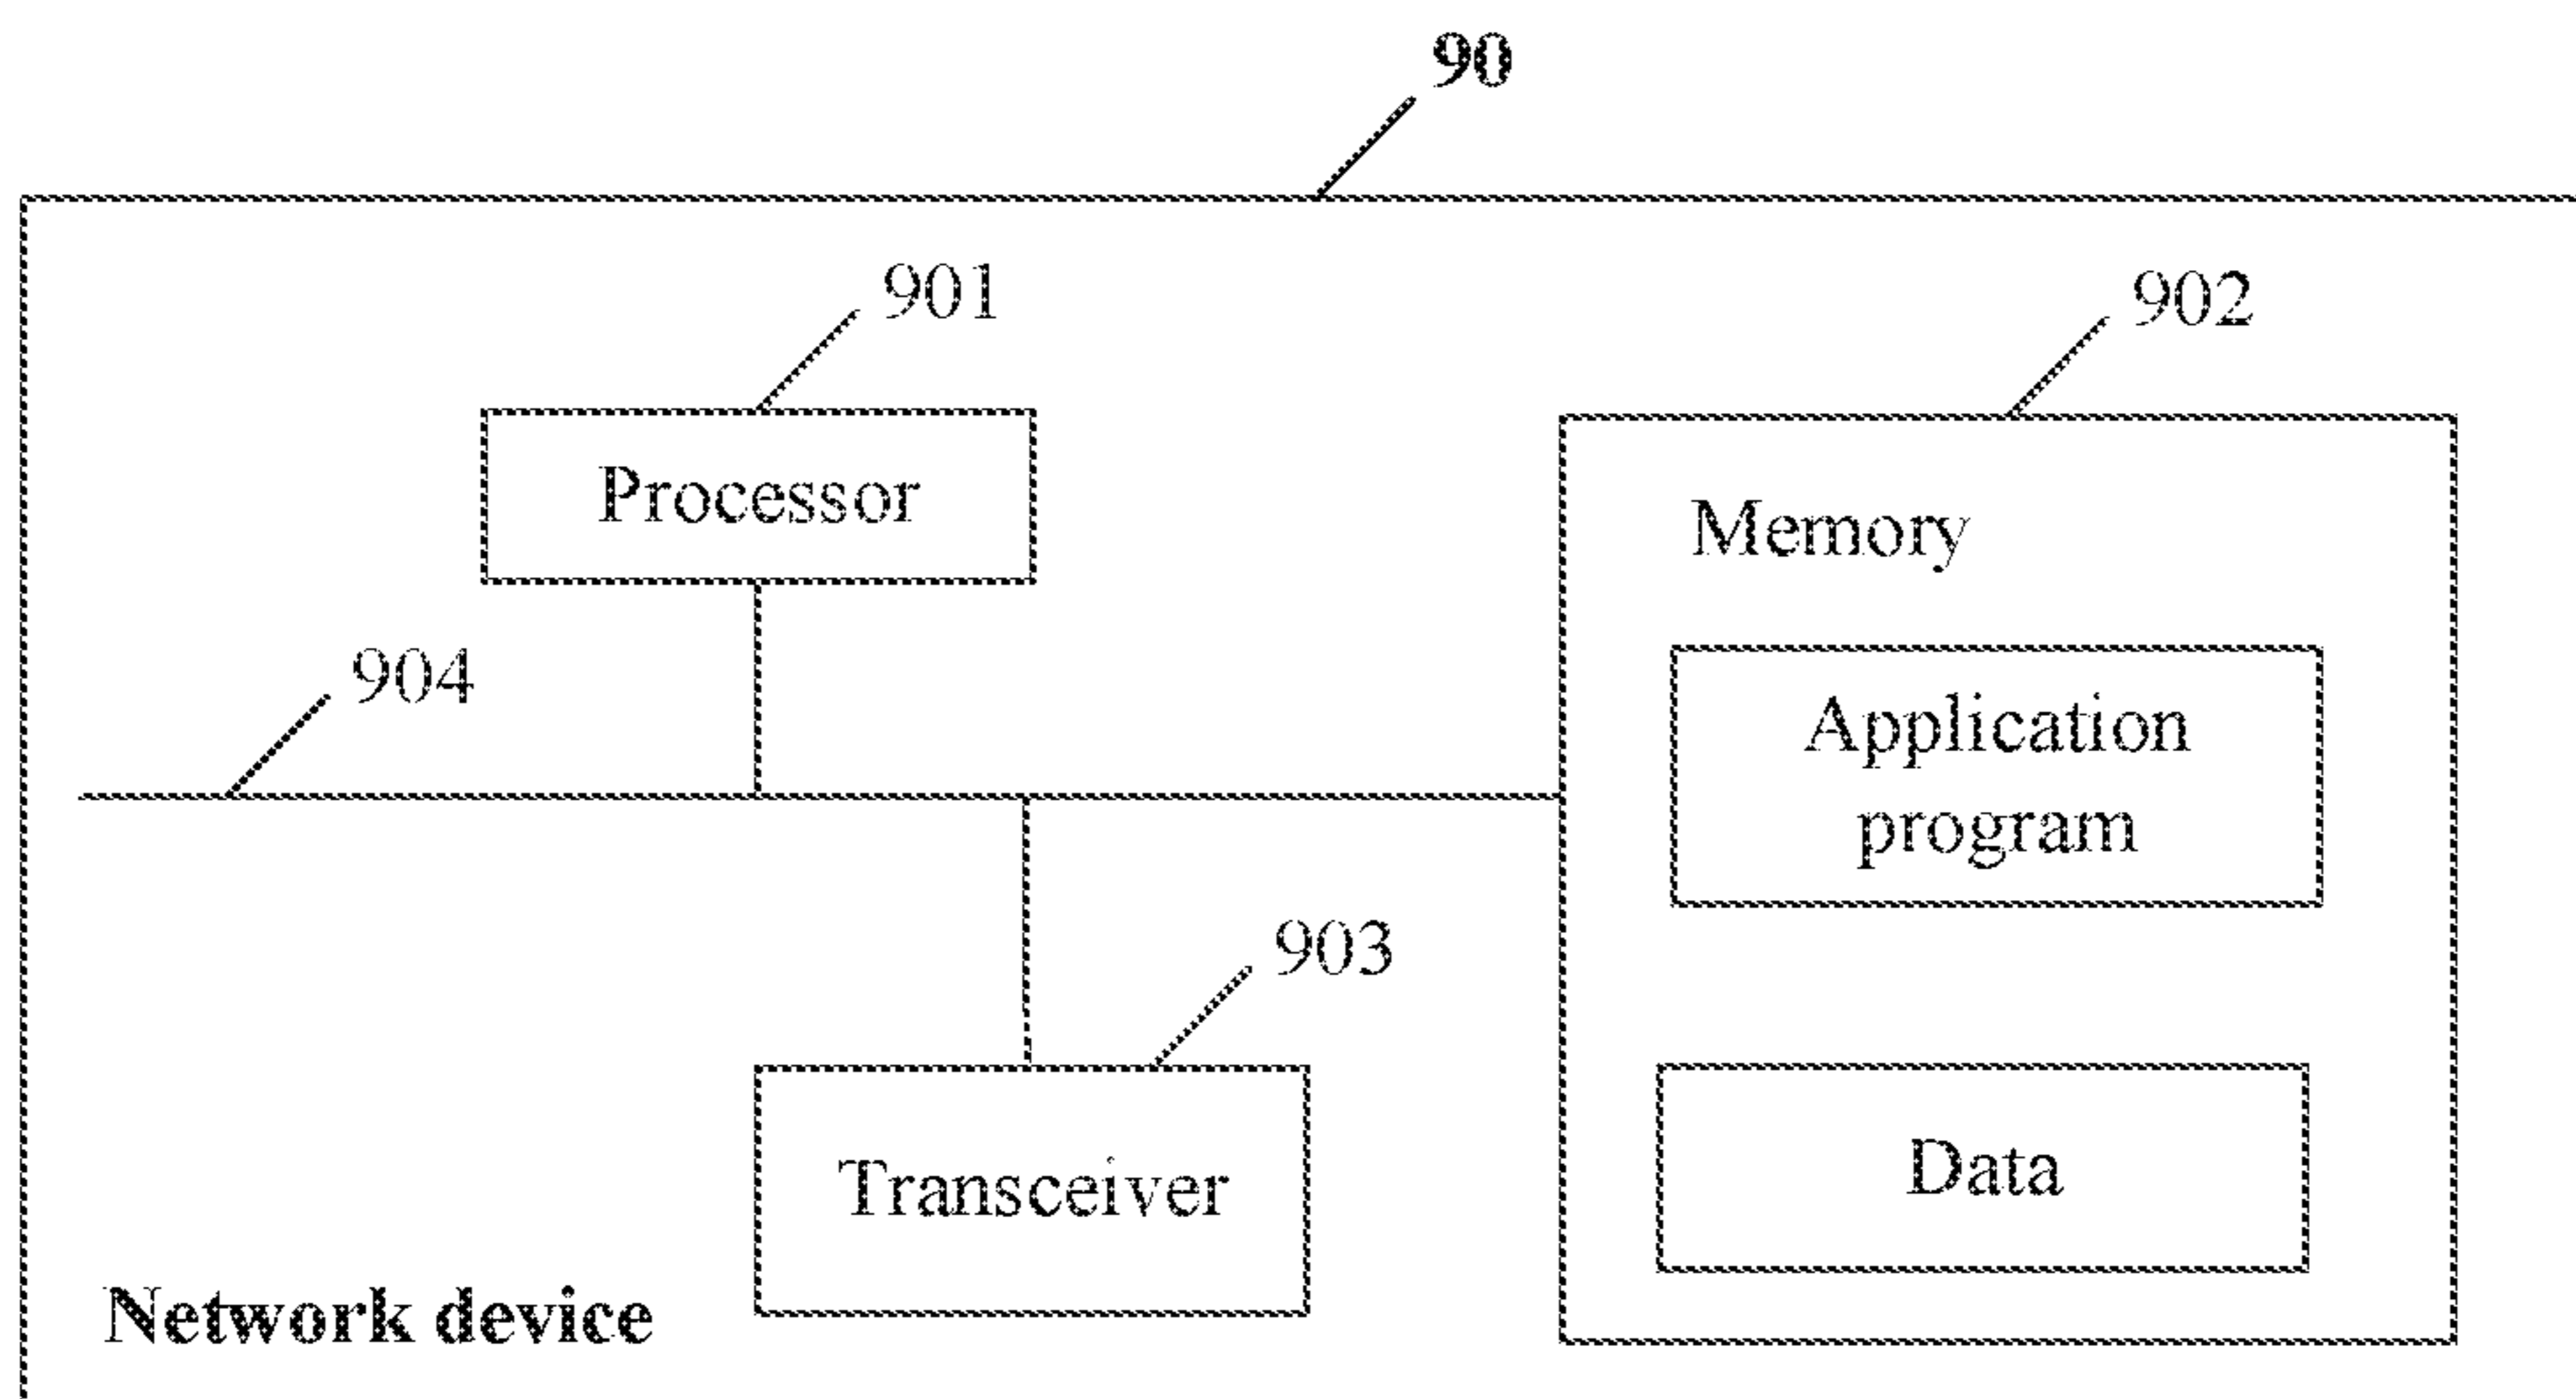 90
901
902
Processor
Memory
904
Application
program
903
Data
Transceiver
Network device